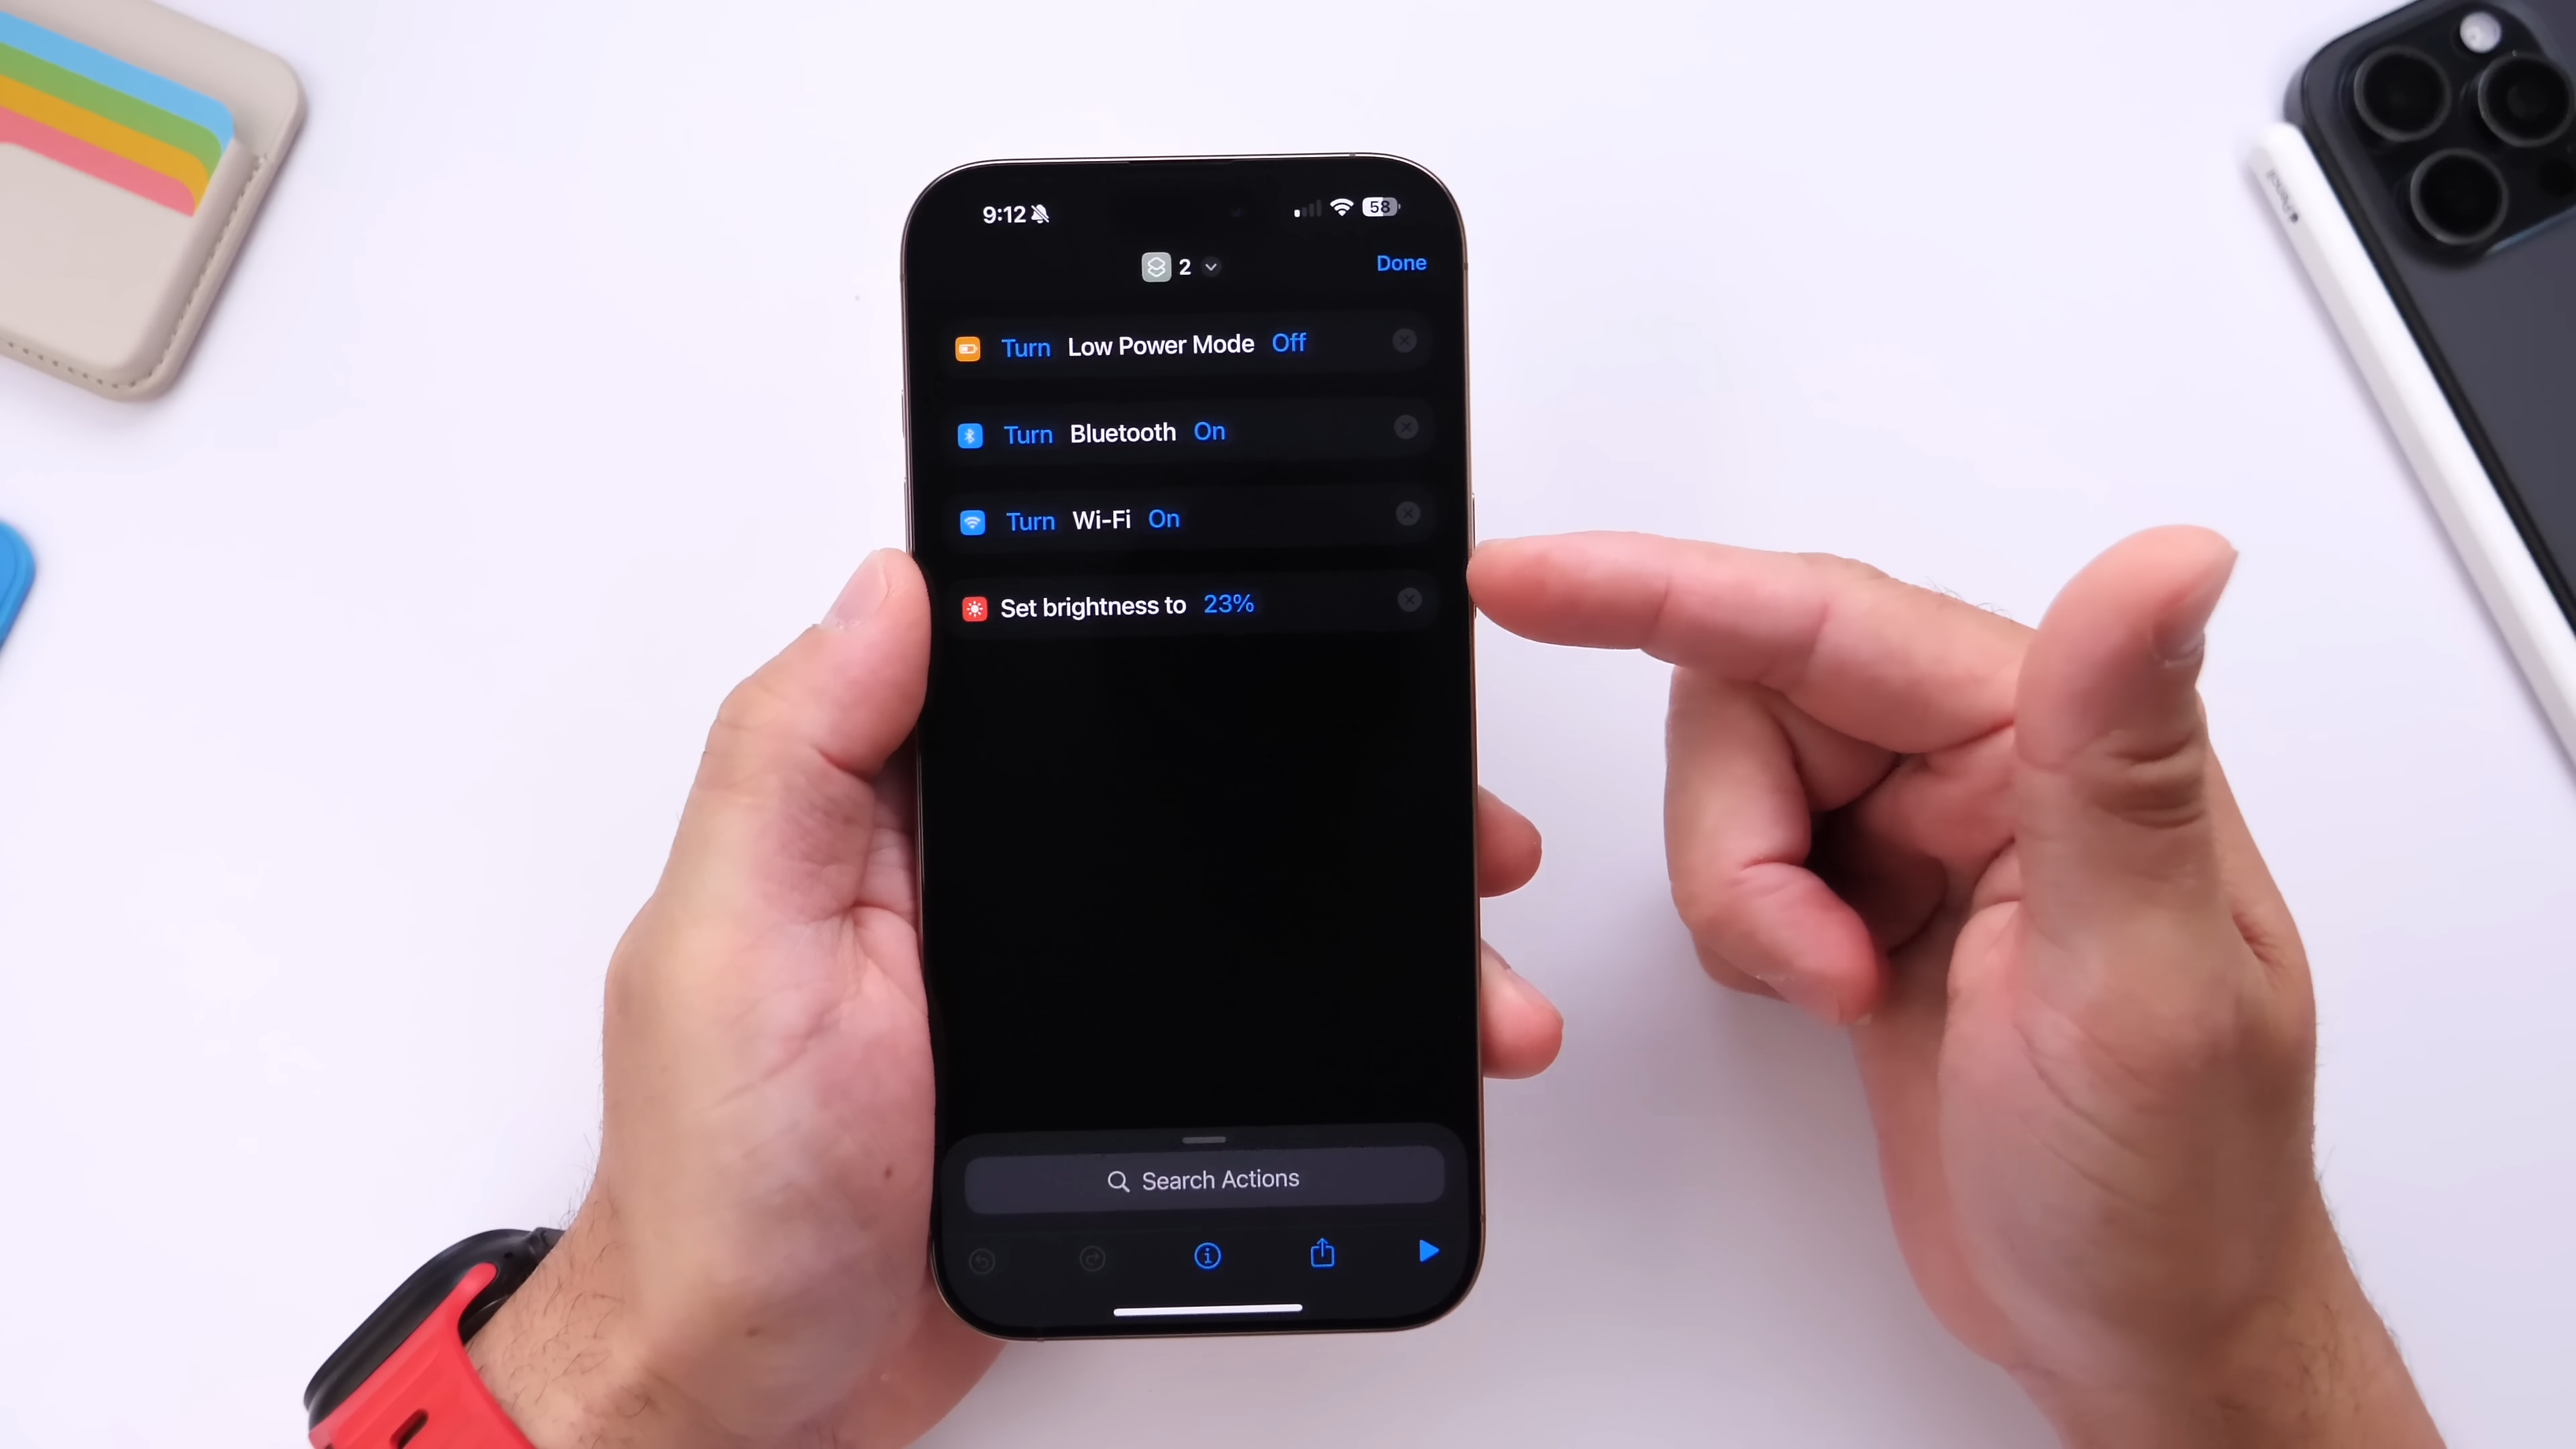 9:12
58
2
Done
Turn Low Power Mode Off
Turn Bluetooth On
Turn Wi-Fi On
Set brightness to 23%
Search Actions
Pencil